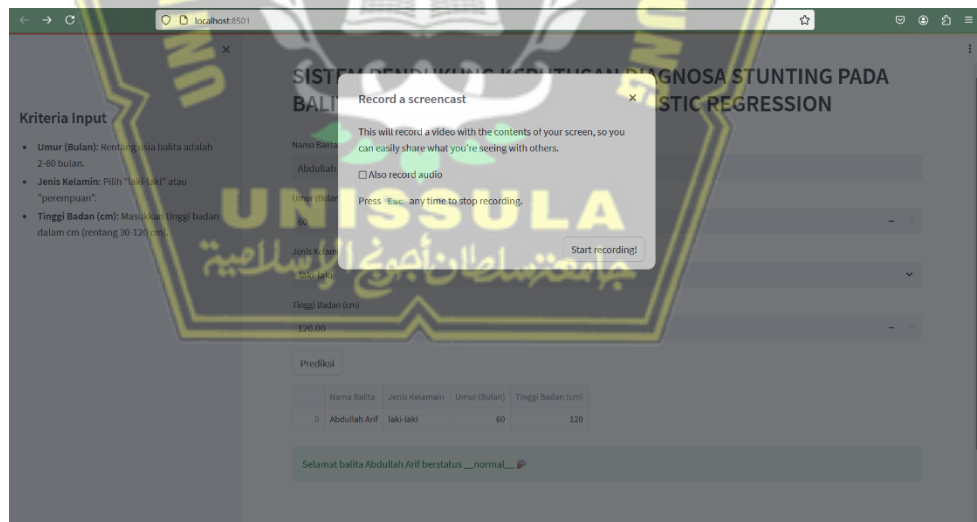 localhost:8501
Kriteria Input
Umur (Bulan): Rentang usia balita adalah
2-60 bulan.
Jenis Kelamin: Pilih "laki-laki" atau
"perempuan".
Tinggi Badan (cm): Masukkan tinggi badan
dalam cm (rentang 30-120 cm).
SISTEM PENDUKUNG KEPUTUSAN DIAGNOSA STUNTING PADA
BALI STIC REGRESSION
Record a screencast
This will record a video with the contents of your screen, so you
can easily share what you're seeing with others.
Also record audio
Press Esc any time to stop recording.
Start recording!
Nama Balita
Abdullah
Umur (Bulan
60
Jenis Kelam
laki-laki
Tinggi Badan (cm)
120.00
Prediksi
Nama Balita Jenis Kelamain Umur (Bulan) Tinggi Badan (cm)
0 Abdullah Arif laki-laki 60 120
Selamat balita Abdullah Arif berstatus __normal__ 🎉
UNISSULA
جامعة سلطان أجونج الإسلامية